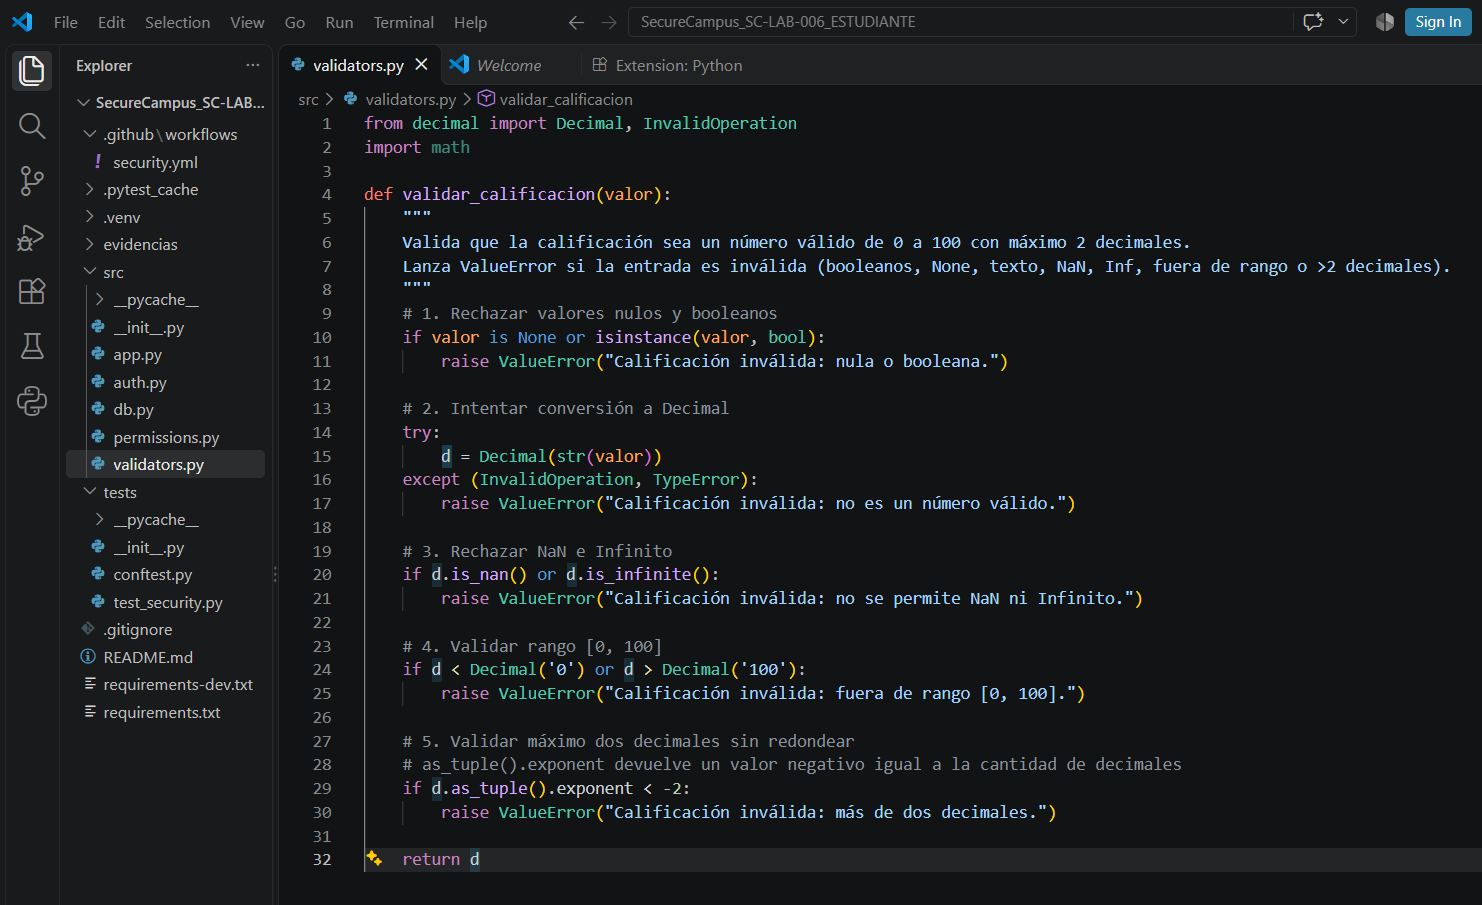 File Edit Selection View Go Run Terminal Help
SecureCampus_SC-LAB-006_ESTUDIANTE
Sign In
Explorer
SecureCampus_SC-LAB...
.github\workflows
! security.yml
.pytest_cache
.venv
evidencias
src
__pycache__
__init__.py
app.py
auth.py
db.py
permissions.py
validators.py
tests
__pycache__
__init__.py
conftest.py
test_security.py
.gitignore
README.md
requirements-dev.txt
requirements.txt
validators.py
Welcome
Extension: Python
src > validators.py > validar_calificacion
1 from decimal import Decimal, InvalidOperation
2 import math
3
4 def validar_calificacion(valor):
5 """
6 Valida que la calificación sea un número válido de 0 a 100 con máximo 2 decimales.
7 Lanza ValueError si la entrada es inválida (booleanos, None, texto, NaN, Inf, fuera de rango o >2 decimales).
8 """
9 # 1. Rechazar valores nulos y booleanos
10 if valor is None or isinstance(valor, bool):
11 raise ValueError("Calificación inválida: nula o booleana.")
12
13 # 2. Intentar conversión a Decimal
14 try:
15 d = Decimal(str(valor))
16 except (InvalidOperation, TypeError):
17 raise ValueError("Calificación inválida: no es un número válido.")
18
19 # 3. Rechazar NaN e Infinito
20 if d.is_nan() or d.is_infinite():
21 raise ValueError("Calificación inválida: no se permite NaN ni Infinito.")
22
23 # 4. Validar rango [0, 100]
24 if d < Decimal('0') or d > Decimal('100'):
25 raise ValueError("Calificación inválida: fuera de rango [0, 100].")
26
27 # 5. Validar máximo dos decimales sin redondear
28 # as_tuple().exponent devuelve un valor negativo igual a la cantidad de decimales
29 if d.as_tuple().exponent < -2:
30 raise ValueError("Calificación inválida: más de dos decimales.")
31
32 return d